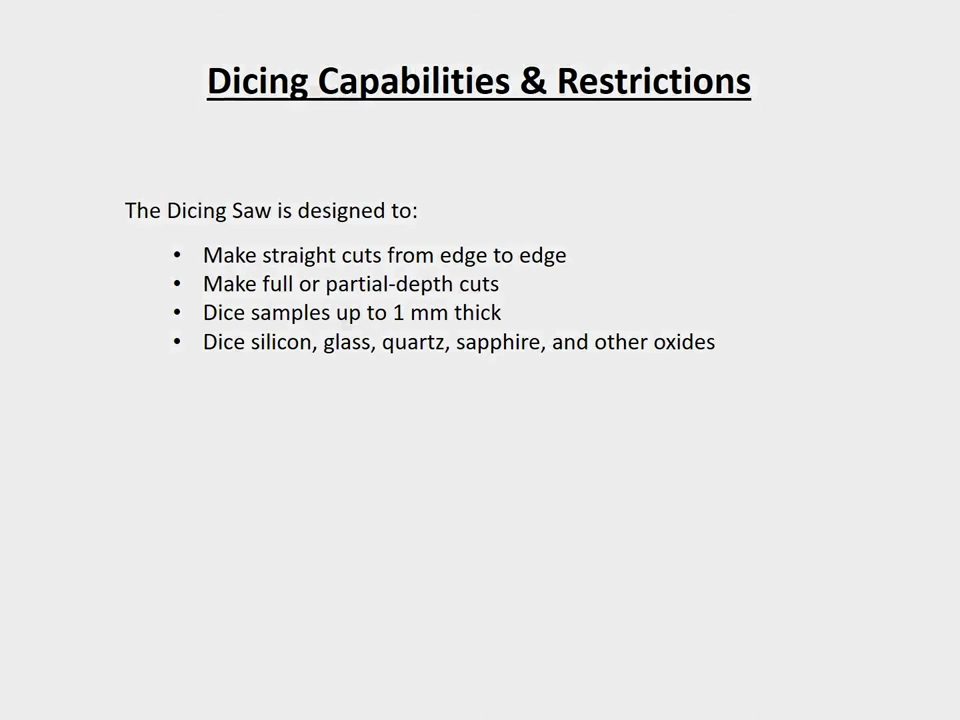 Dicing Capabilities & Restrictions
The Dicing Saw is designed to:
• Make straight cuts from edge to edge
• Make full or partial-depth cuts
• Dice samples up to 1 mm thick
• Dice silicon, glass, quartz, sapphire, and other oxides